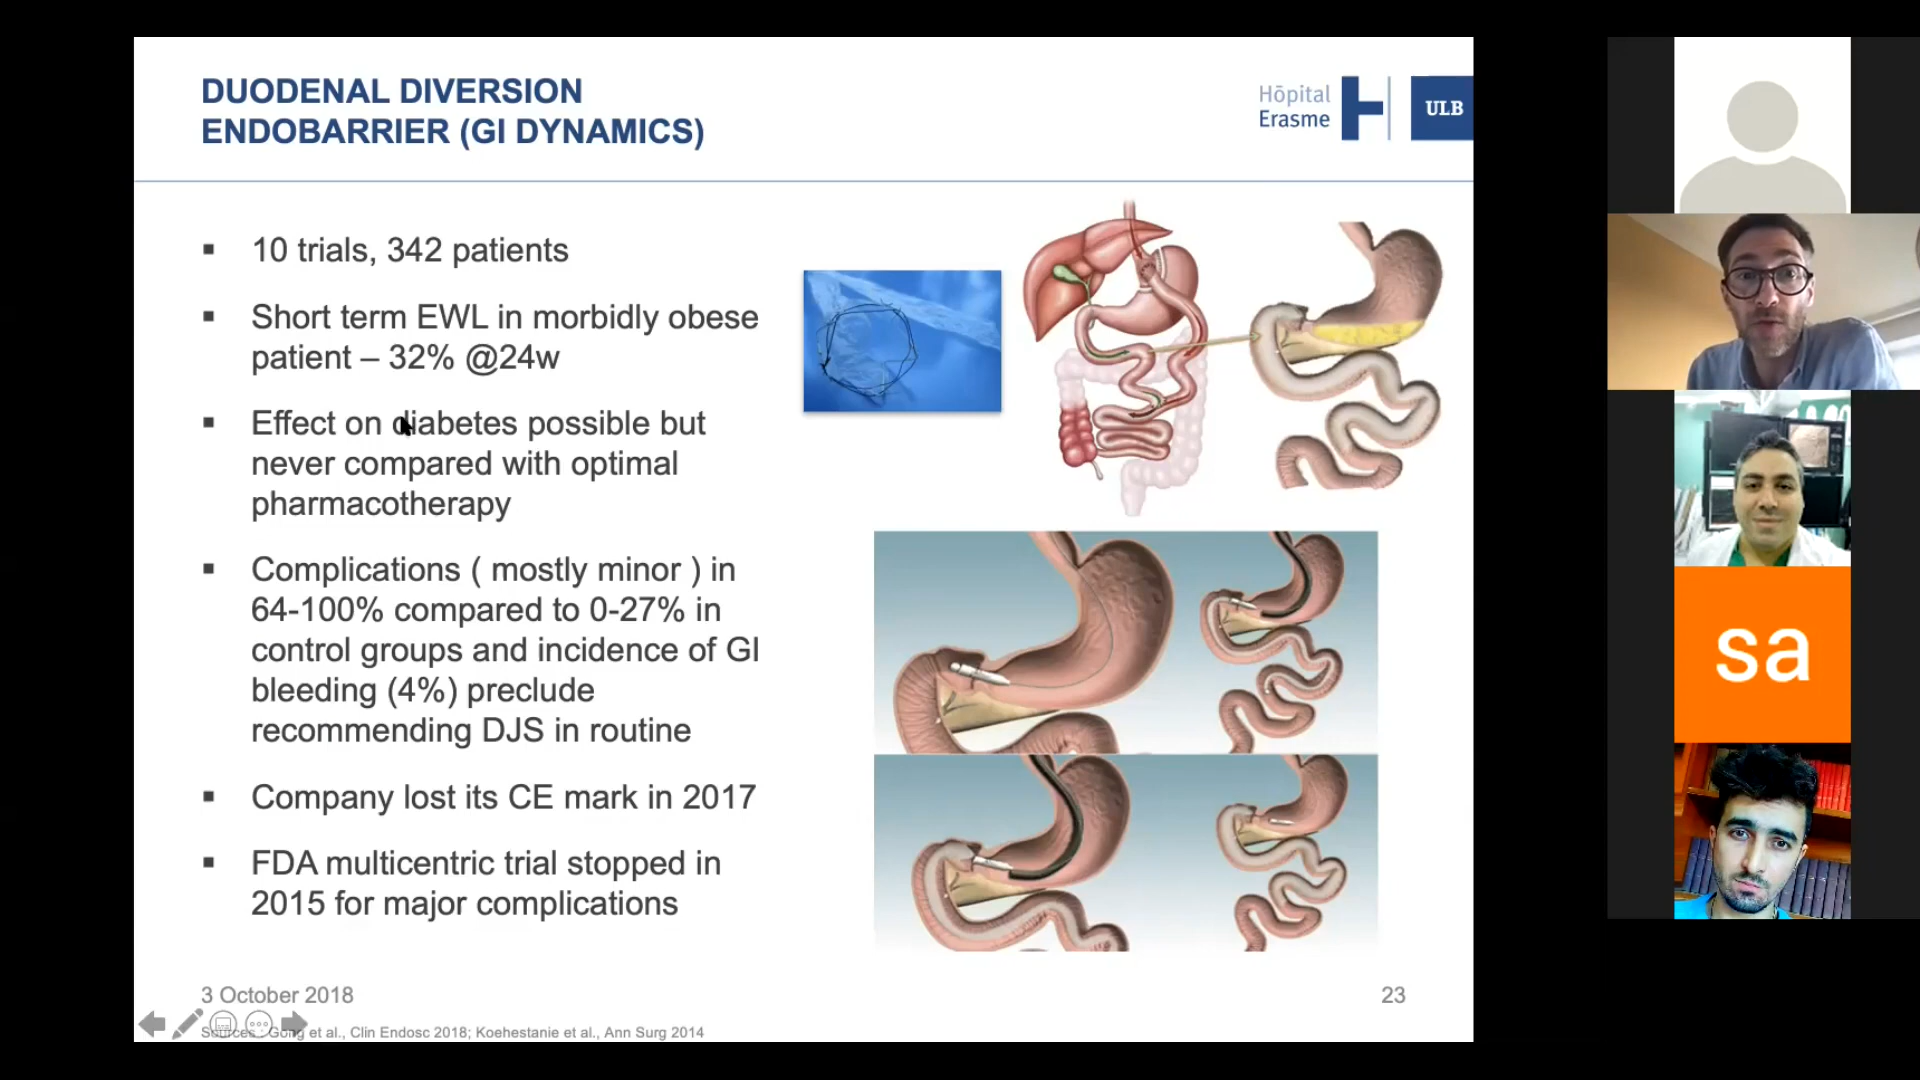 DUODENAL DIVERSION
ENDOBARRIER (GI DYNAMICS)
Hôpital
Erasme
ULB
10 trials, 342 patients
Short term EWL in morbidly obese
patient – 32% @24w
Effect on diabetes possible but
never compared with optimal
pharmacotherapy
Complications ( mostly minor ) in
64-100% compared to 0-27% in
control groups and incidence of GI
bleeding (4%) preclude
recommending DJS in routine
Company lost its CE mark in 2017
FDA multicentric trial stopped in
2015 for major complications
3 October 2018
23
Sources : Gong et al., Clin Endosc 2018; Koehestanie et al., Ann Surg 2014
sa